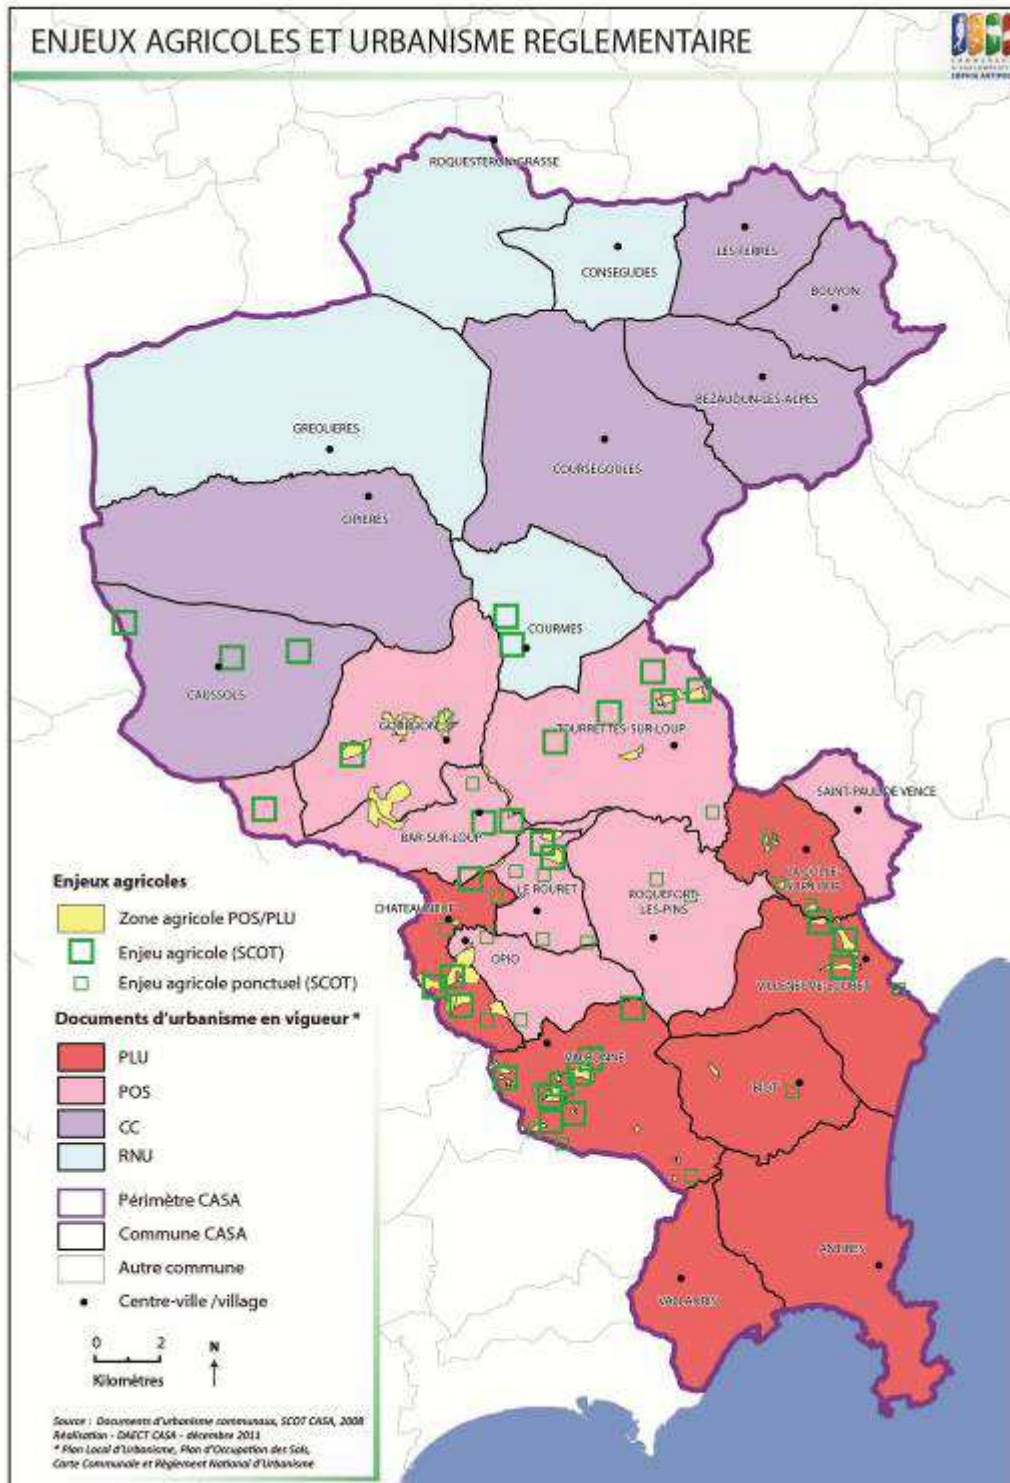 ENJEUX AGRICOLES ET URBANISME REGLEMENTAIRE
SOPHIA ANTIPOLIS
ROQUESTERON-GRASSE
CONSEGUDES
LES FERRES
BOUYON
BEZAUDUN-LES-ALPES
GREOLIERES
COURSEGOULES
CIPIERES
COURMES
CAUSSOLS
GOURDON
TOURRETTES-SUR-LOUP
SAINT-PAUL DE VENCE
BAR-SUR-LOUP
LE ROURET
ROQUEFORT-
LES-PINS
CHATEAUNEUF
OPIO
VILLENEUVE-LOUBET
VALBONNE
BIOT
ANTIBES
VALLAURIS
Enjeux agricoles
Zone agricole POS/PLU
Enjeu agricole (SCOT)
Enjeu agricole ponctuel (SCOT)
Documents d'urbanisme en vigueur *
PLU
POS
CC
RNU
Périmètre CASA
Commune CASA
Autre commune
Centre-ville /village
0 2
Kilomètres
N
Source : Documents d'urbanisme communaux, SCOT CASA, 2008
Réalisation - DAECT CASA - décembre 2011
* Plan Local d'Urbanisme, Plan d'Occupation des Sols,
Carte Communale et Règlement National d'Urbanisme